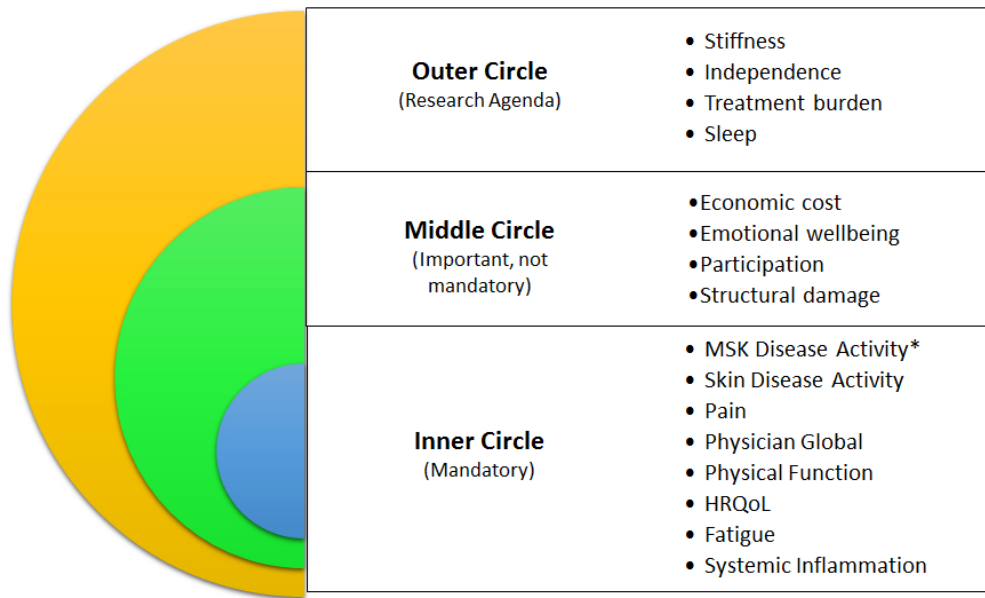 Outer Circle
(Research Agenda)
• Stiffness
• Independence
• Treatment burden
• Sleep
Middle Circle
(Important, not
mandatory)
•Economic cost
•Emotional wellbeing
•Participation
•Structural damage
Inner Circle
(Mandatory)
• MSK Disease Activity*
• Skin Disease Activity
• Pain
• Physician Global
• Physical Function
• HRQoL
• Fatigue
• Systemic Inflammation